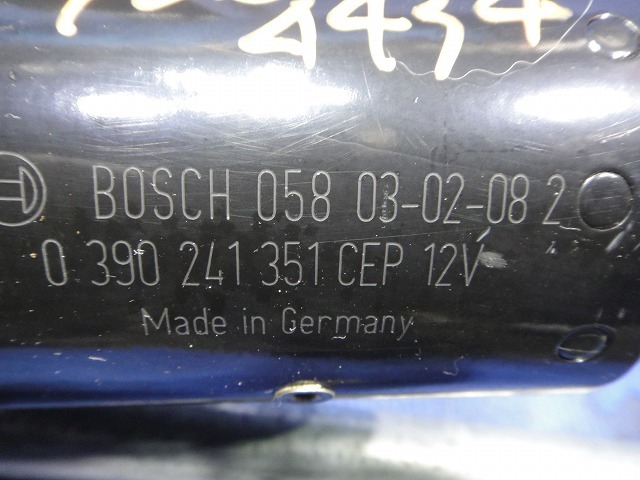 BOSCH 058 03-02-08 2
0 390 241 351 CEP 12V
Made in Germany